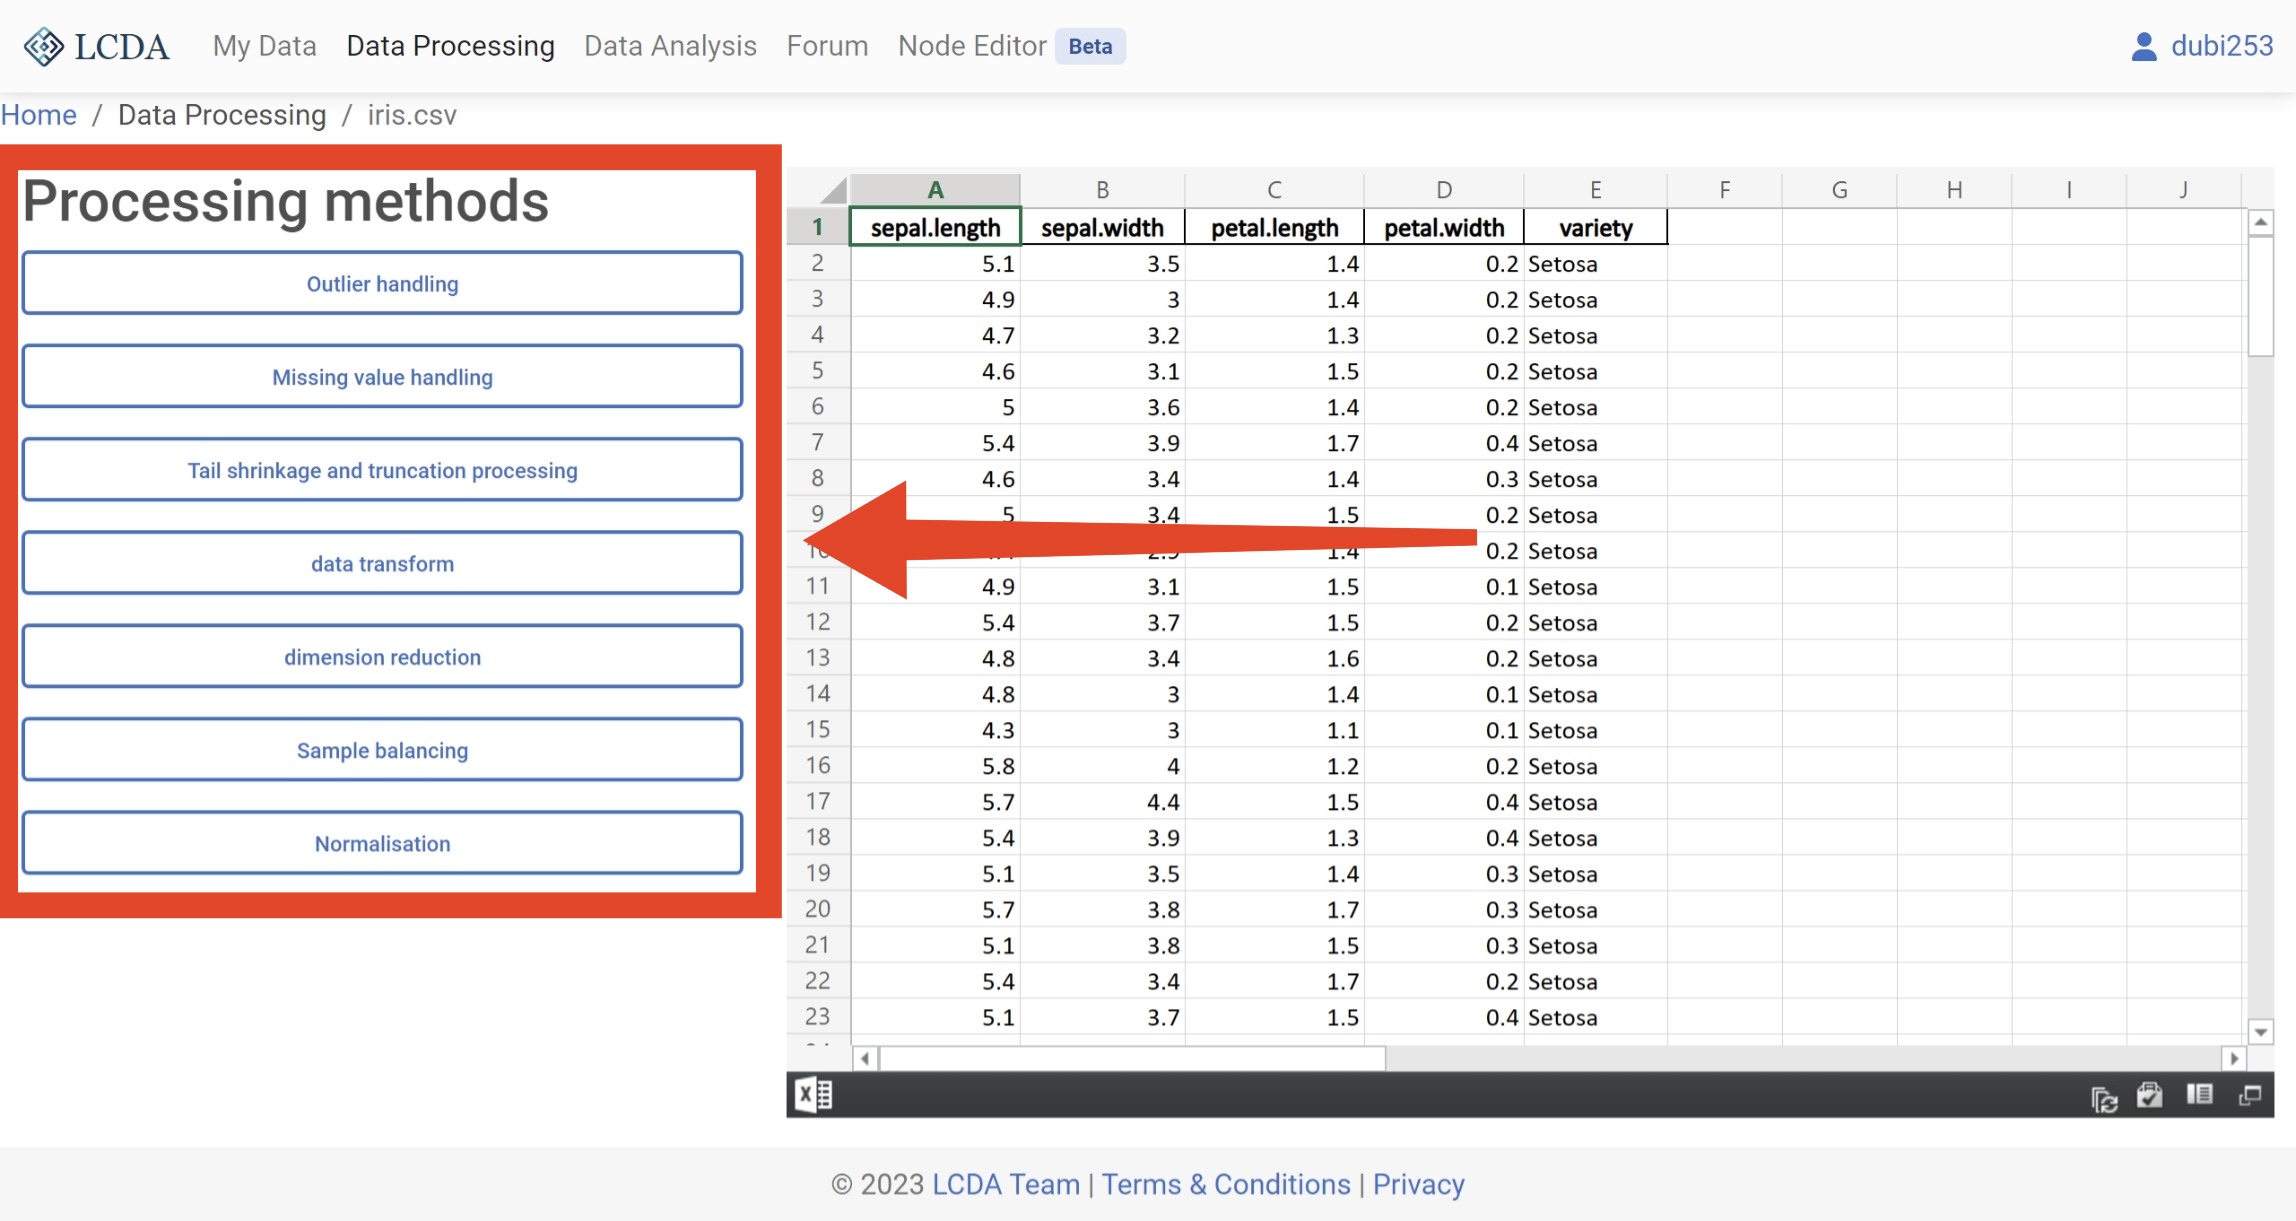 LCDA My Data Data Processing Data Analysis Forum Node Editor Beta dubi253
Home / Data Processing / iris.csv
Processing methods
Outlier handling
Missing value handling
Tail shrinkage and truncation processing
data transform
dimension reduction
Sample balancing
Normalisation
A B C D E F G H I J
1 sepal.length sepal.width petal.length petal.width variety
2 5.1 3.5 1.4 0.2 Setosa
3 4.9 3 1.4 0.2 Setosa
4 4.7 3.2 1.3 0.2 Setosa
5 4.6 3.1 1.5 0.2 Setosa
6 5 3.6 1.4 0.2 Setosa
7 5.4 3.9 1.7 0.4 Setosa
8 4.6 3.4 1.4 0.3 Setosa
9 5 3.4 1.5 0.2 Setosa
10 1.4 0.2 Setosa
11 4.9 3.1 1.5 0.1 Setosa
12 5.4 3.7 1.5 0.2 Setosa
13 4.8 3.4 1.6 0.2 Setosa
14 4.8 3 1.4 0.1 Setosa
15 4.3 3 1.1 0.1 Setosa
16 5.8 4 1.2 0.2 Setosa
17 5.7 4.4 1.5 0.4 Setosa
18 5.4 3.9 1.3 0.4 Setosa
19 5.1 3.5 1.4 0.3 Setosa
20 5.7 3.8 1.7 0.3 Setosa
21 5.1 3.8 1.5 0.3 Setosa
22 5.4 3.4 1.7 0.2 Setosa
23 5.1 3.7 1.5 0.4 Setosa
© 2023 LCDA Team | Terms & Conditions | Privacy